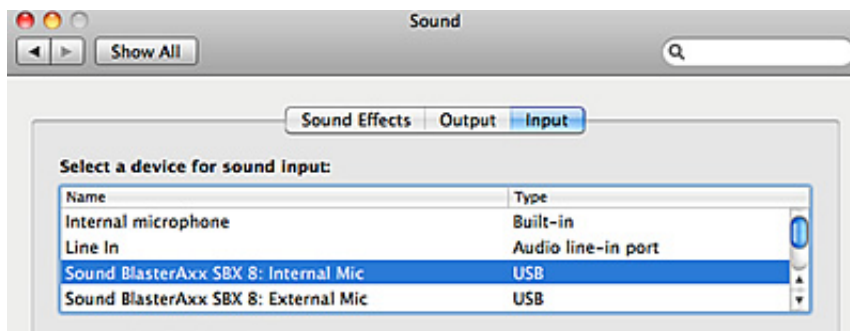 Sound
Show All
Sound Effects Output Input
Select a device for sound input:
Name Type
Internal microphone Built-in
Line In Audio line-in port
Sound BlasterAxx SBX 8: Internal Mic USB
Sound BlasterAxx SBX 8: External Mic USB